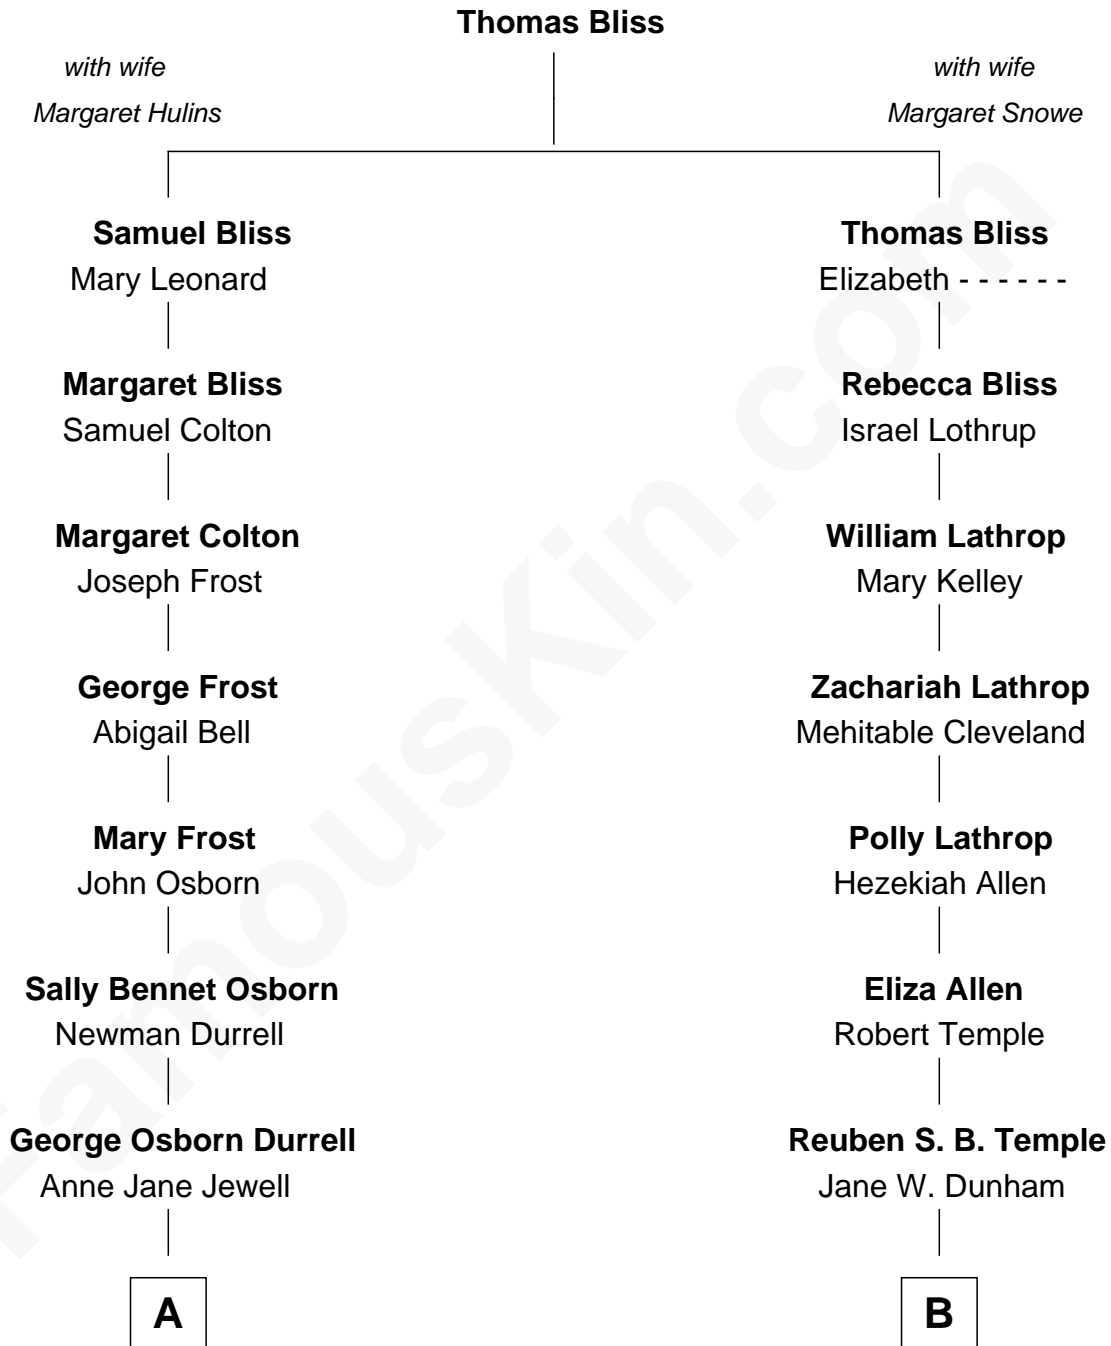 Thomas Bliss
with wife
Margaret Hulins
with wife
Margaret Snowe
Samuel Bliss
Mary Leonard
Thomas Bliss
Elizabeth - - - - - -
Margaret Bliss
Samuel Colton
Rebecca Bliss
Israel Lothrup
Margaret Colton
Joseph Frost
William Lathrop
Mary Kelley
George Frost
Abigail Bell
Zachariah Lathrop
Mehitable Cleveland
Mary Frost
John Osborn
Polly Lathrop
Hezekiah Allen
Sally Bennet Osborn
Newman Durrell
Eliza Allen
Robert Temple
George Osborn Durrell
Anne Jane Jewell
Reuben S. B. Temple
Jane W. Dunham
A
B
FamousKin.com